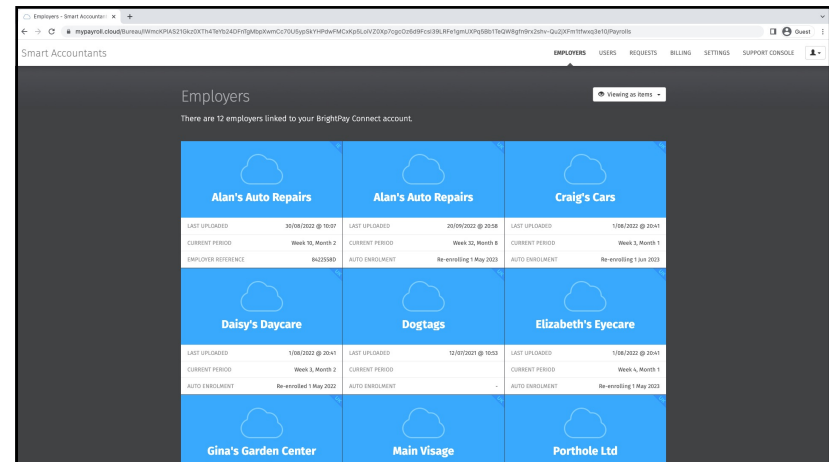 Employers - Smart Accountants
Guest
Smart Accountants
EMPLOYERS USERS REQUESTS BILLING SETTINGS SUPPORT CONSOLE
Employers
Viewing as items
There are 12 employers linked to your BrightPay Connect account.
Alan's Auto Repairs Alan's Auto Repairs Craig's Cars
LAST UPLOADED 30/08/2022 @ 10:07 LAST UPLOADED 20/09/2022 @ 20:58 LAST UPLOADED 1/08/2022 @ 20:41
CURRENT PERIOD Week 10, Month 2 CURRENT PERIOD Week 32, Month 8 CURRENT PERIOD Week 3, Month 1
EMPLOYER REFERENCE 8422558D AUTO ENROLMENT Re-enrolling 1 May 2023 AUTO ENROLMENT Re-enrolling 1 Jun 2023
Daisy's Daycare Dogtags Elizabeth's Eyecare
LAST UPLOADED 1/08/2022 @ 20:41 LAST UPLOADED 12/07/2021 @ 10:53 LAST UPLOADED 1/08/2022 @ 20:41
CURRENT PERIOD Week 3, Month 2 CURRENT PERIOD CURRENT PERIOD Week 4, Month 1
AUTO ENROLMENT Re-enrolled 1 May 2022 AUTO ENROLMENT - AUTO ENROLMENT Re-enrolling 1 May 2023
Gina's Garden Center Main Visage Porthole Ltd